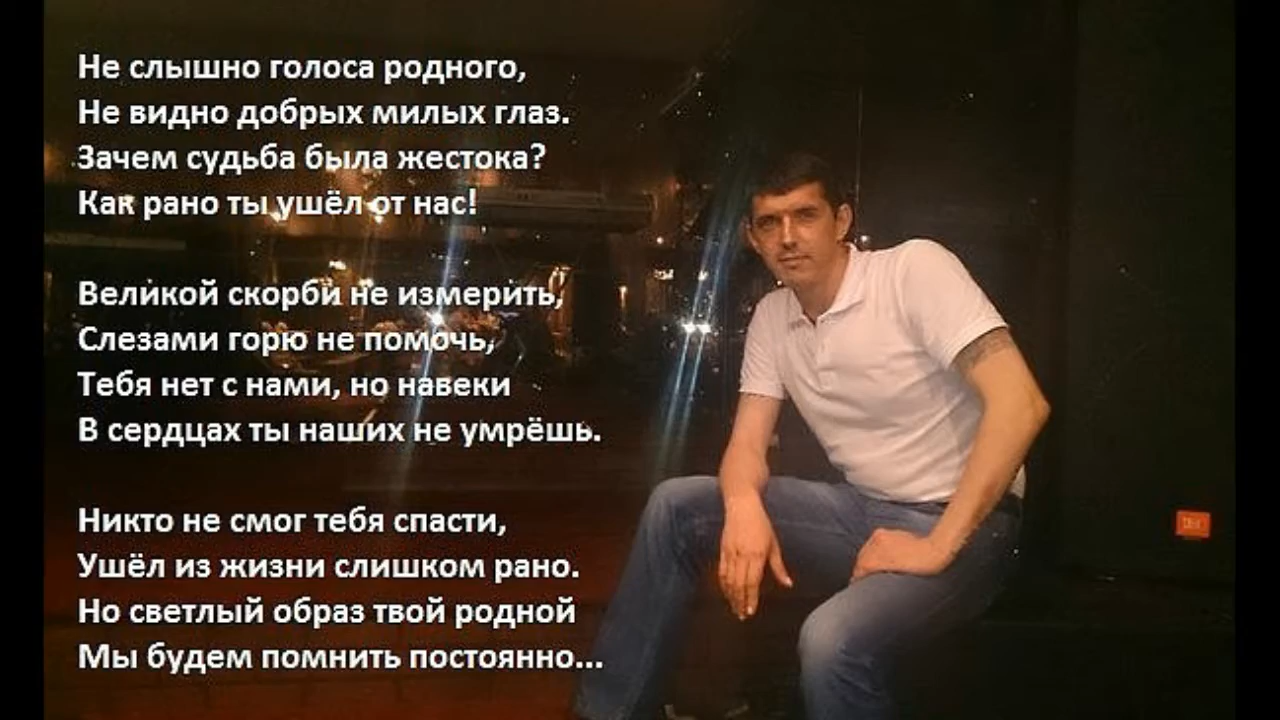 Не слышно голоса родного,
Не видно добрых милых глаз.
Зачем судьба была жестока?
Как рано ты ушёл от нас!
Великой скорби не измерить,
Слезами горю не помочь,
Тебя нет с нами, но навеки
В сердцах ты наших не умрёшь.
Никто не смог тебя спасти,
Ушёл из жизни слишком рано.
Но светлый образ твой родной
Мы будем помнить постоянно...